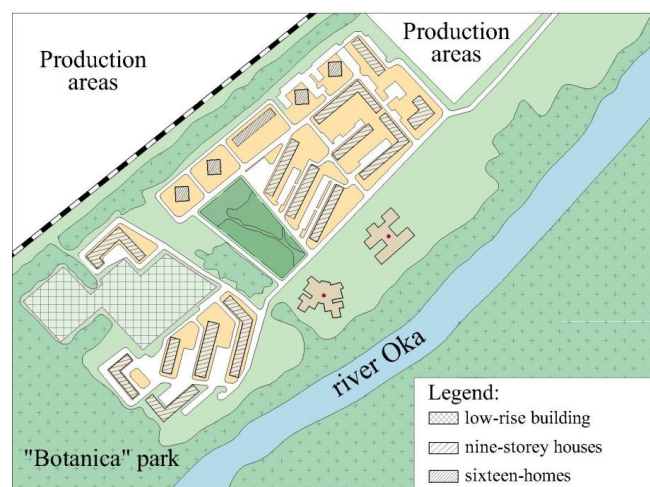 Production
areas
Production
areas
river Oka
"Botanica" park
Legend:
low-rise building
nine-storey houses
sixteen-homes